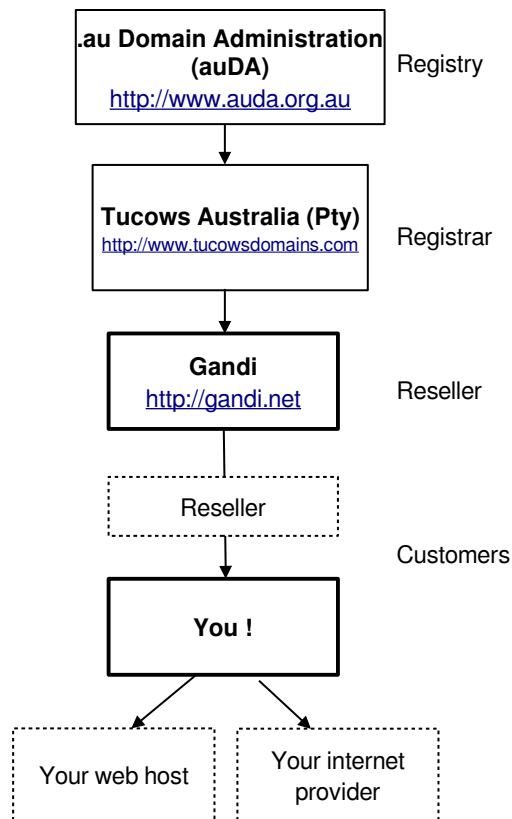 .au Domain Administration
(auDA)
http://www.auda.org.au
Registry
Tucows Australia (Pty)
http://www.tucowsdomains.com
Registrar
Gandi
http://gandi.net
Reseller
Reseller
Customers
You !
Your web host
Your internet
provider